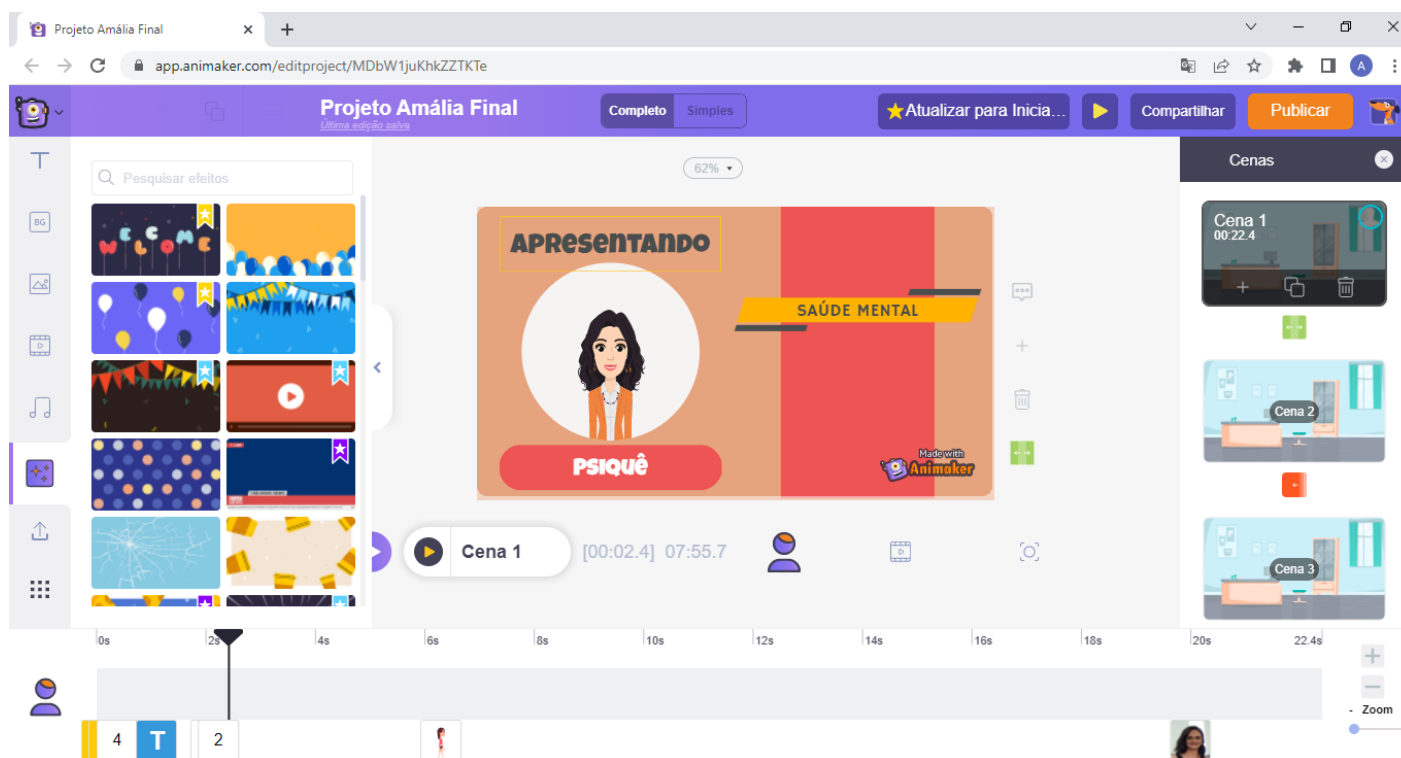 Projeto Amália Final
app.animaker.com/editproject/MDbW1juKhkZZTKTe
A
Projeto Amália Final
Última edição salva
Completo
Simples
Atualizar para Inicia...
Compartilhar
Publicar
T
BG
Pesquisar efeitos
WELCOME
62%
APRESENTANDO
SAÚDE MENTAL
PSIQUÊ
Made with
Animaker
Cenas
Cena 1
00:22.4
Cena 2
Cena 3
Cena 1
[00:02.4] 07:55.7
0s
2s
4s
6s
8s
10s
12s
14s
16s
18s
20s
22.4s
- Zoom
4
T
2